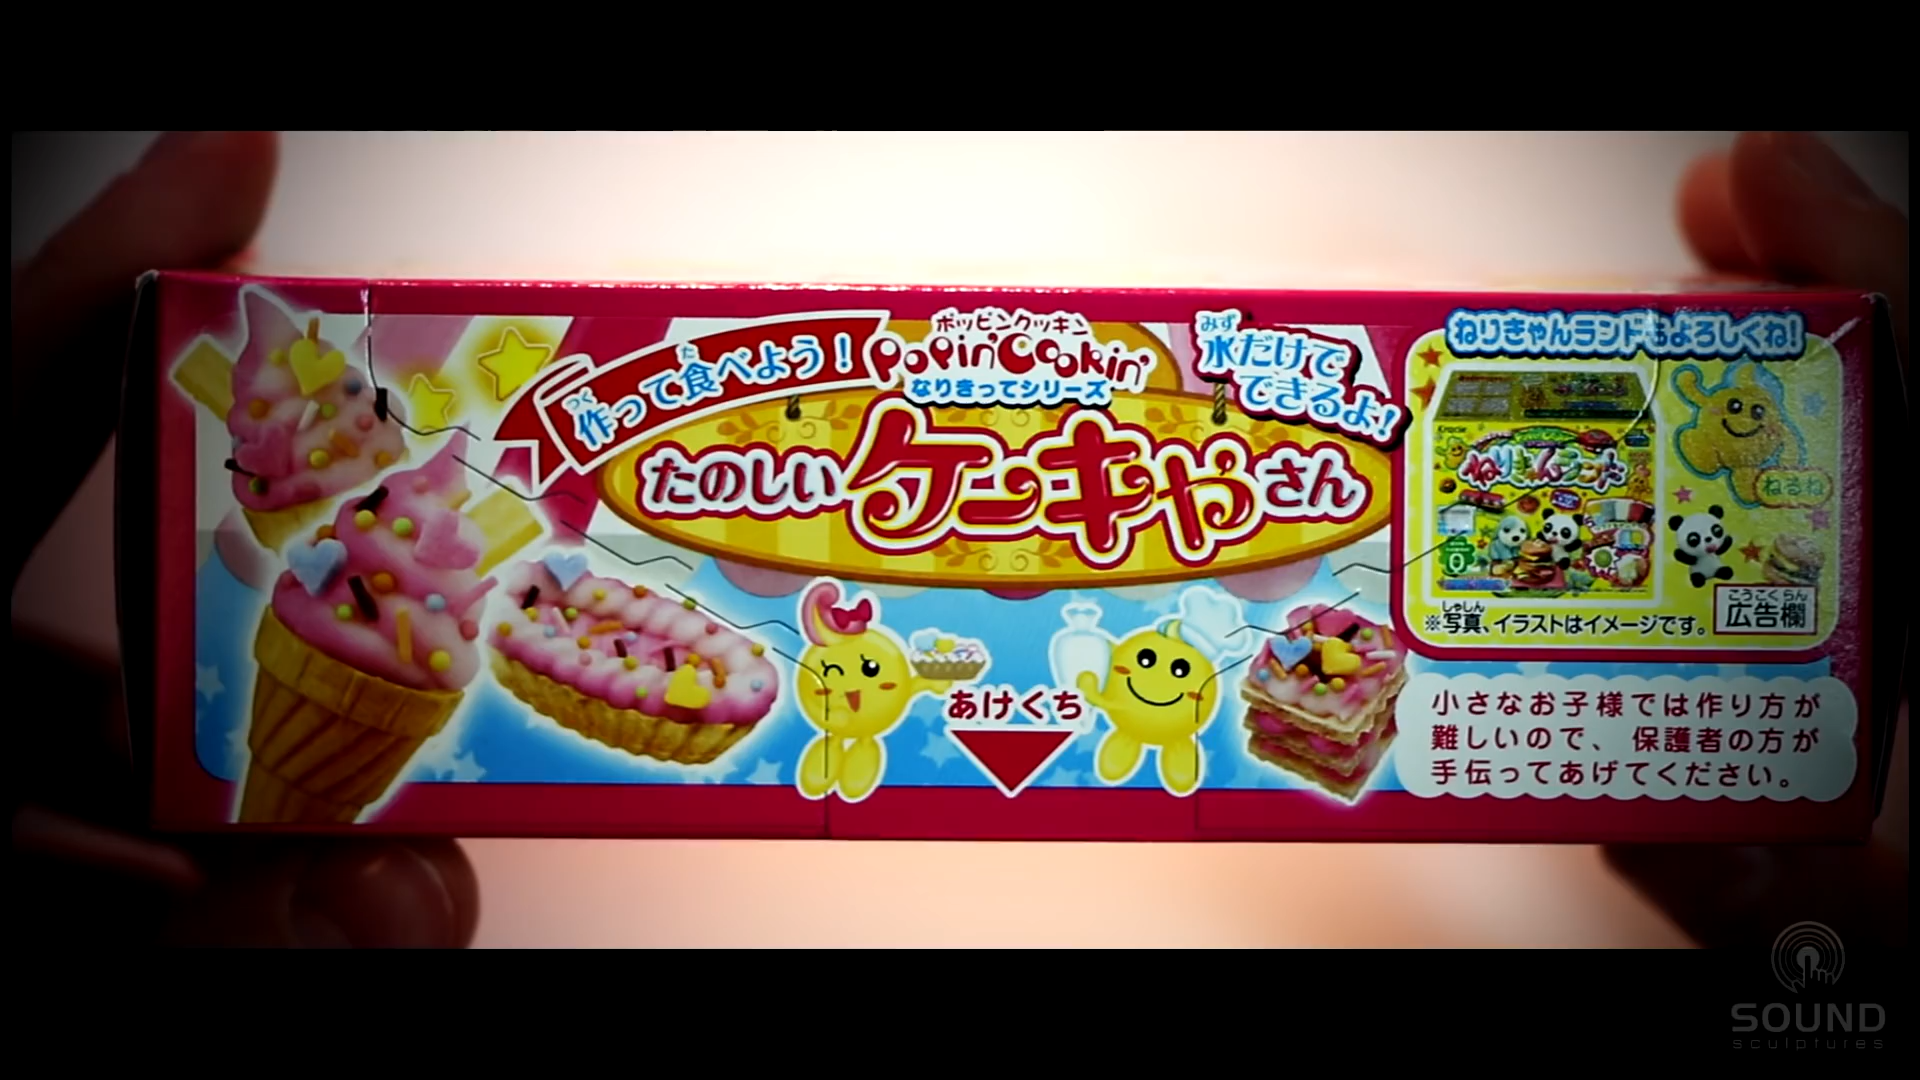 作って食べよう!
つく
た
ポッピンクッキン
Popin'Cookin'
なりきってシリーズ
みず
水だけで
できるよ!
たのしいケーキやさん
あけくち
ねりきゃんランドもよろしくね!
Kracie
ねりきゃんランド
ねるね
しゃしん
※写真、イラストはイメージです。
こうこくらん
広告欄
小さなお子様では作り方が
難しいので、保護者の方が
手伝ってあげてください。
SOUND
sculptures